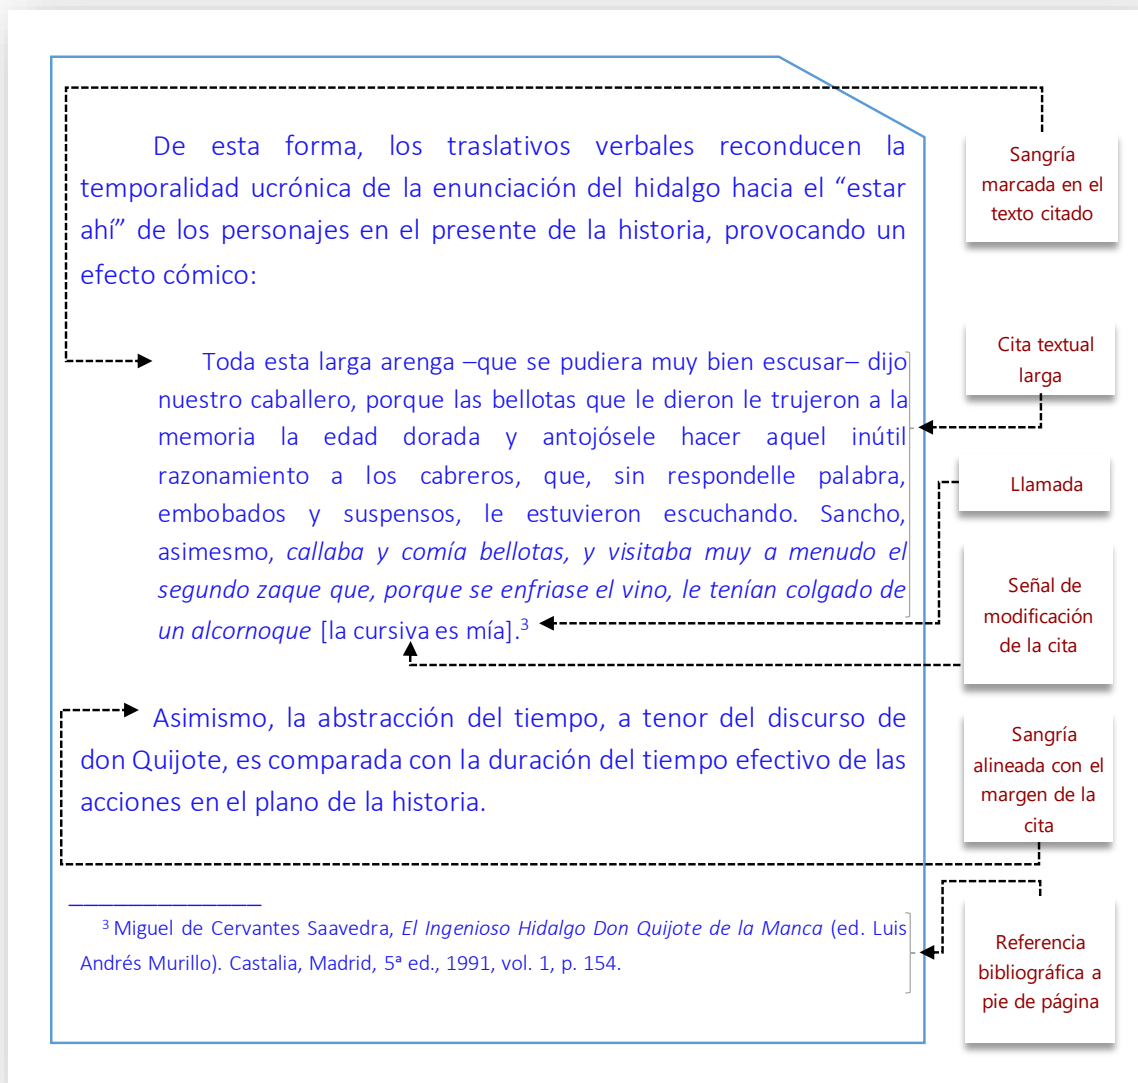 De esta forma, los traslativos verbales reconducen la
temporalidad ucrónica de la enunciación del hidalgo hacia el “estar
ahí” de los personajes en el presente de la historia, provocando un
efecto cómico:
Toda esta larga arenga –que se pudiera muy bien escusar– dijo
nuestro caballero, porque las bellotas que le dieron le trujeron a la
memoria la edad dorada y antojósele hacer aquel inútil
razonamiento a los cabreros, que, sin respondelle palabra,
embobados y suspensos, le estuvieron escuchando. Sancho,
asimesmo, callaba y comía bellotas, y visitaba muy a menudo el
segundo zaque que, porque se enfriase el vino, le tenían colgado de
un alcornoque [la cursiva es mía].³
Asimismo, la abstracción del tiempo, a tenor del discurso de
don Quijote, es comparada con la duración del tiempo efectivo de las
acciones en el plano de la historia.
³ Miguel de Cervantes Saavedra, El Ingenioso Hidalgo Don Quijote de la Manca (ed. Luis
Andrés Murillo). Castalia, Madrid, 5ª ed., 1991, vol. 1, p. 154.
Sangría
marcada en el
texto citado
Cita textual
larga
Llamada
Señal de
modificación
de la cita
Sangría
alineada con el
margen de la
cita
Referencia
bibliográfica a
pie de página